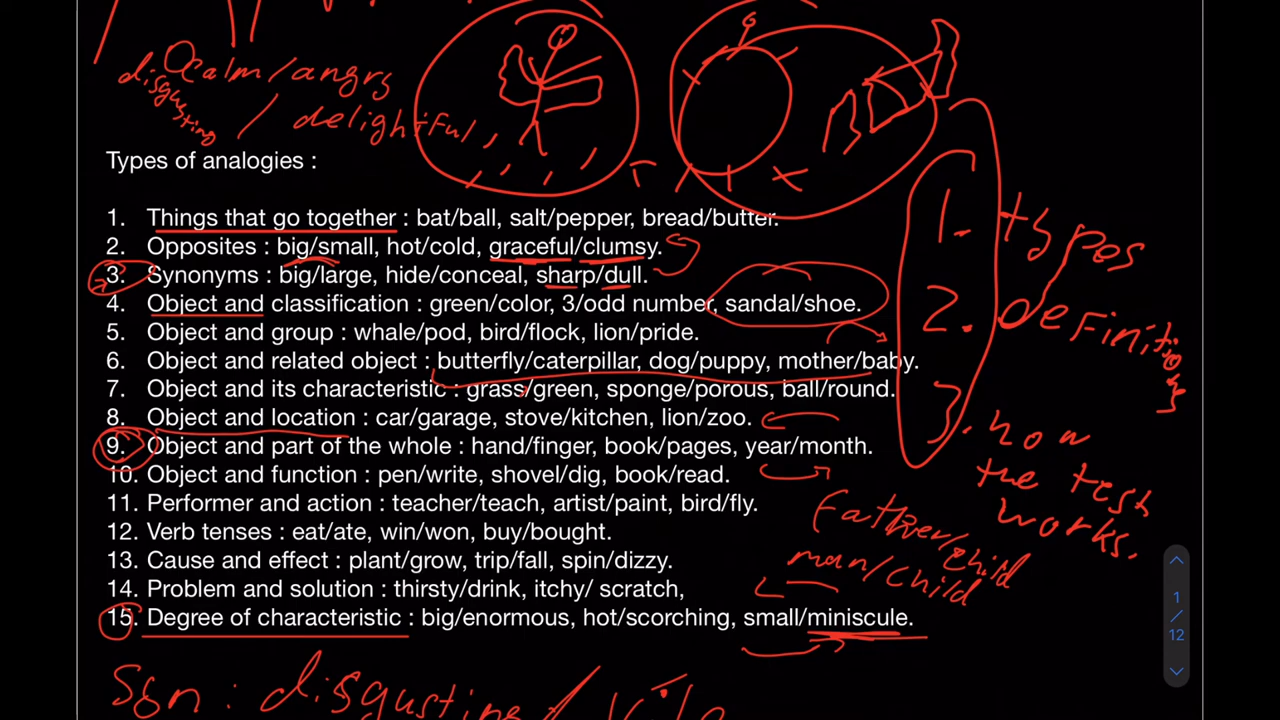 calm/angry
disgusting / delightful,
Types of analogies :
1. Things that go together : bat/ball, salt/pepper, bread/butter.
2. Opposites : big/small, hot/cold, graceful/clumsy.
3. Synonyms : big/large, hide/conceal, sharp/dull.
4. Object and classification : green/color, 3/odd number, sandal/shoe.
5. Object and group : whale/pod, bird/flock, lion/pride.
6. Object and related object : butterfly/caterpillar, dog/puppy, mother/baby.
7. Object and its characteristic : grass/green, sponge/porous, ball/round.
8. Object and location : car/garage, stove/kitchen, lion/zoo.
9. Object and part of the whole : hand/finger, book/pages, year/month.
10. Object and function : pen/write, shovel/dig, book/read.
11. Performer and action : teacher/teach, artist/paint, bird/fly.
12. Verb tenses : eat/ate, win/won, buy/bought.
13. Cause and effect : plant/grow, trip/fall, spin/dizzy.
14. Problem and solution : thirsty/drink, itchy/ scratch,
15. Degree of characteristic : big/enormous, hot/scorching, small/miniscule.
1. types
2. definitions
3. how
the test
works.
Father/child
man/child
Syn : disgusting/vile
1
/
12